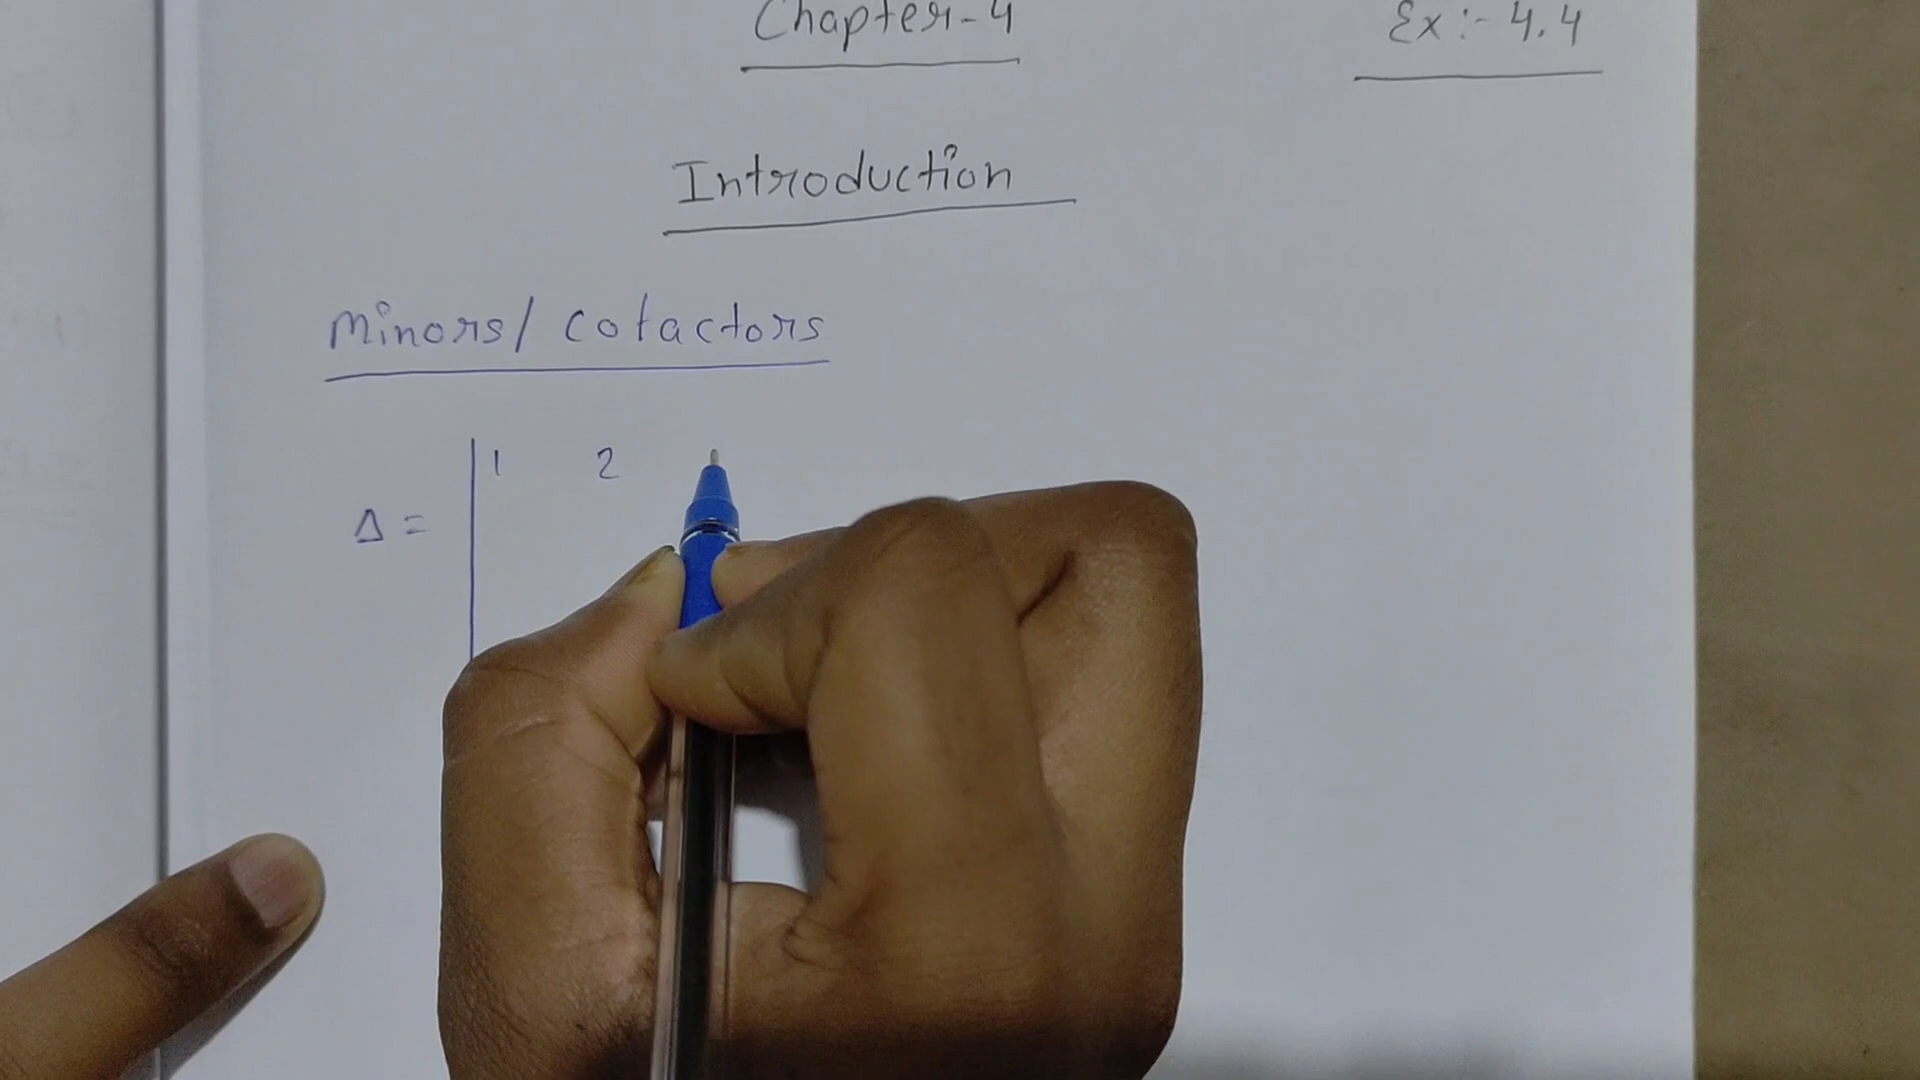 Chapter-4 Ex:- 4.4
Introduction
Minors/ cofactors
1 2
Δ =